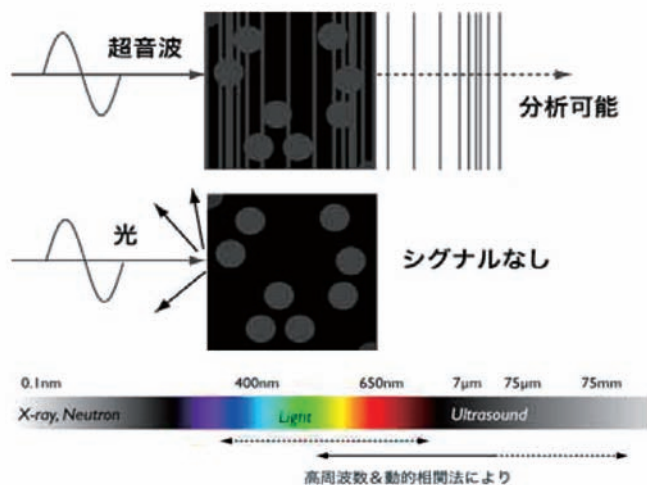 超音波
分析可能
光
シグナルなし
0.1nm 400nm 650nm 7μm 75μm 75mm
X-ray, Neutron Light Ultrasound
高周波数&動的相関法により